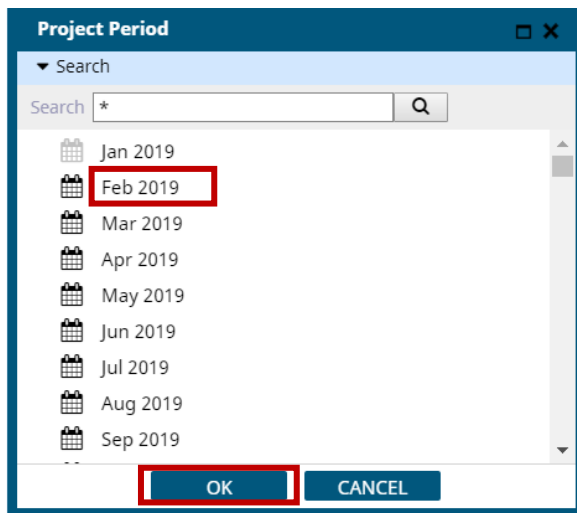 Project Period
Search
Search *
Jan 2019
Feb 2019
Mar 2019
Apr 2019
May 2019
Jun 2019
Jul 2019
Aug 2019
Sep 2019
OK CANCEL